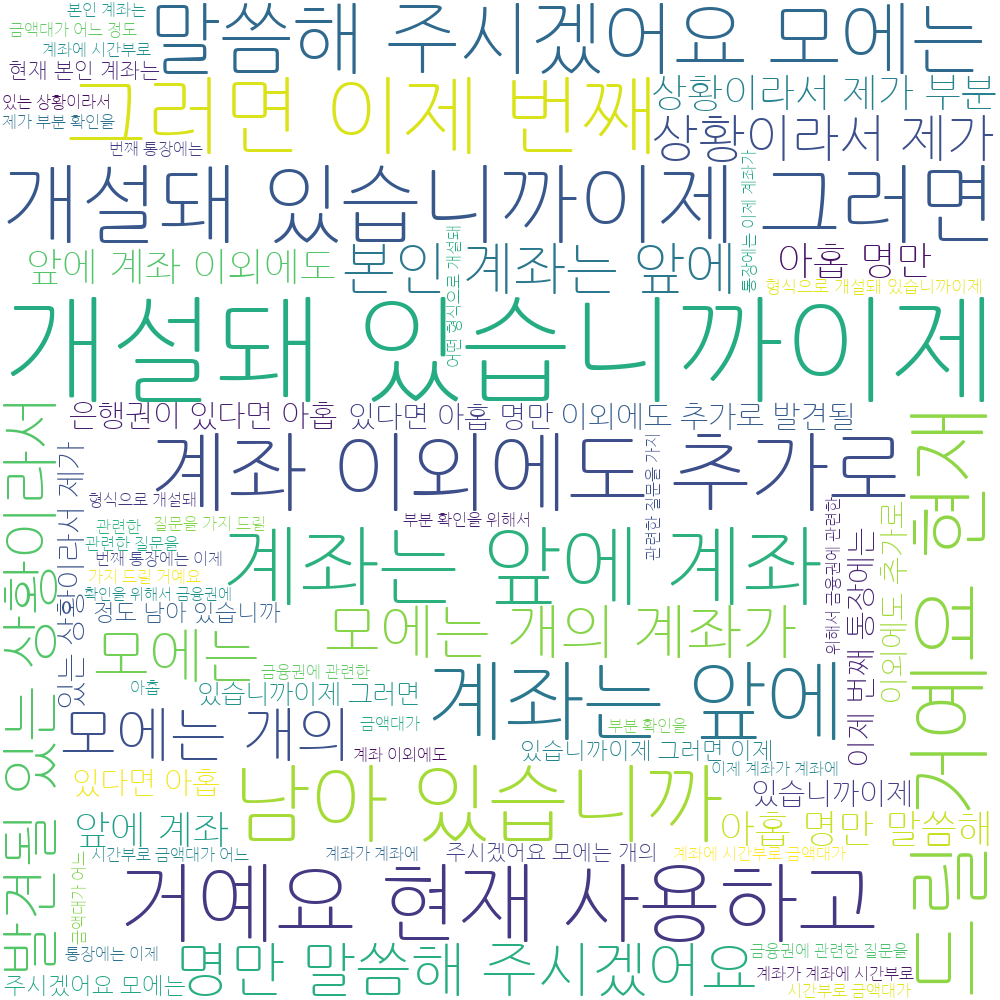 본인 계좌는
말씀해 주시겠어요 모에는
금액대가 어느 정도
계좌에 시간부로
현재 본인 계좌는
그러면 이제 번째
상황이라서 제가 부분
있는 상황이라서
제가 부분 확인을
상황이라서 제가
번째 통장에는
개설돼 있습니까이제 그러면
통장에는 이제 계좌가
어떤 형식으로 개설돼
앞에 계좌 이외에도
본인 계좌는 앞에
아홉 명만
형식으로 개설돼 있습니까이제
개설돼 있습니까이제
은행권이 있다면 아홉
있다면 아홉 명만
이외에도 추가로 발견될
발견될 있는 상황이라서
있는 상황이라서 제가
계좌 이외에도 추가로
관련한 질문을 가지
드릴거예요 현재
형식으로 개설돼
부분 확인을 위해서
관련한
질문을 가지 드릴
관련한 질문을
번째 통장에는 이제
가지 드릴 거예요
확인을 위해서 금융권에
계좌는 앞에 계좌
위해서 금융권에 관련한
이제 번째 통장에는
이외에도 추가로
정도 남아 있습니까
모에는
모에는 개의 계좌가
금융권에 관련한
아홉
있습니까이제 그러면
계좌는 앞에
모에는 개의
금액대가
부분 확인을
계좌 이외에도
있습니까이제 그러면 이제
이제 계좌가 계좌에
있다면 아홉
남아 있습니까
있습니까이제
앞에 계좌
아홉 명만 말씀해
시간부로 금액대가 어느
금액대가 어느
계좌가 계좌에
주시겠어요 모에는 개의
계좌에 시간부로 금액대가
거예요 현재 사용하고
통장에는 이제
명만 말씀해 주시겠어요
금융권에 관련한 질문을
계좌가 계좌에 시간부로
주시겠어요 모에는
시간부로 금액대가